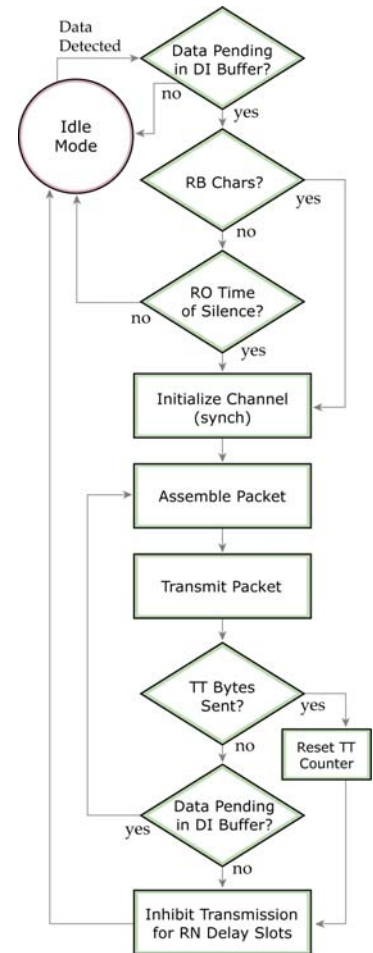 Data
Detected
Data Pending
in DI Buffer?
no
yes
Idle
Mode
RB Chars?
yes
no
RO Time
of Silence?
no
yes
Initialize Channel
(synch)
Assemble Packet
Transmit Packet
TT Bytes
Sent?
yes
no
Reset TT
Counter
Data Pending
in DI Buffer?
yes
no
Inhibit Transmission
for RN Delay Slots